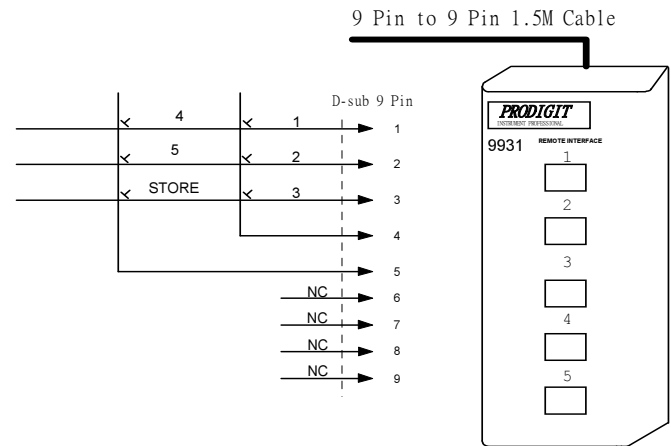 9 Pin to 9 Pin 1.5M Cable
D-sub 9 Pin
4 1 1
5 2 2
STORE 3 3
4
5
NC 6
NC 7
NC 8
NC 9
PRODIGIT
INSTRUMENT PROFESSIONAL
9931 REMOTE INTERFACE
1
2
3
4
5